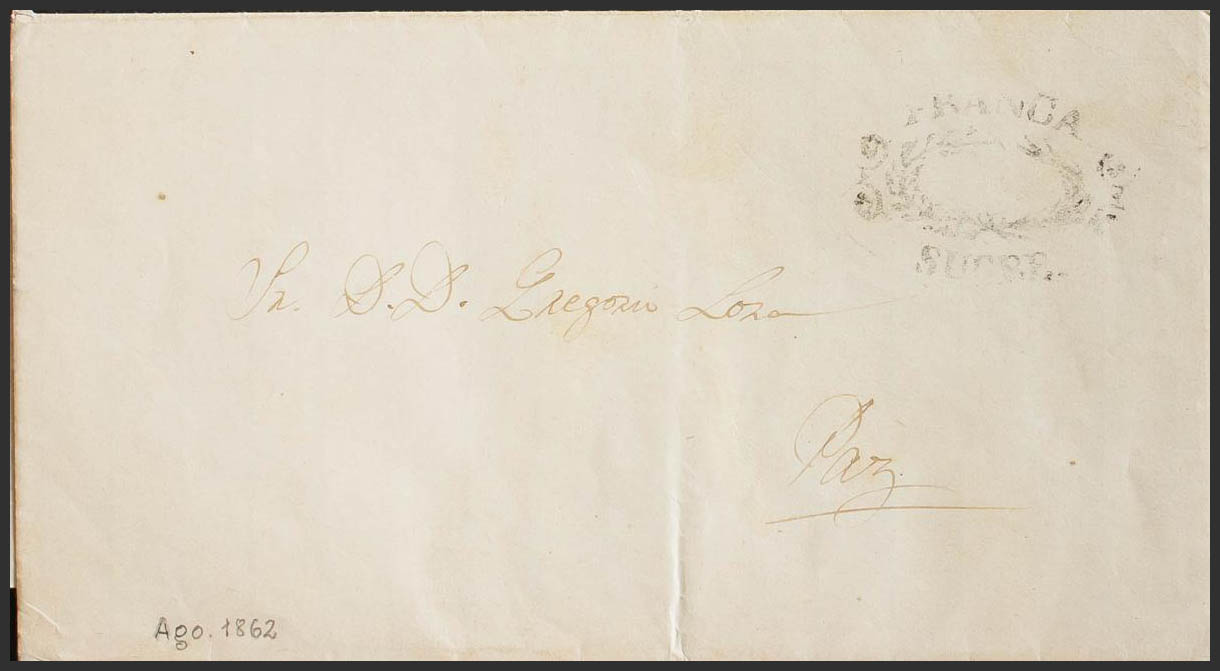 FRANCA
SUCRE.
Sr. D. D. Gregorio Loza
Paz.
Ago. 1862